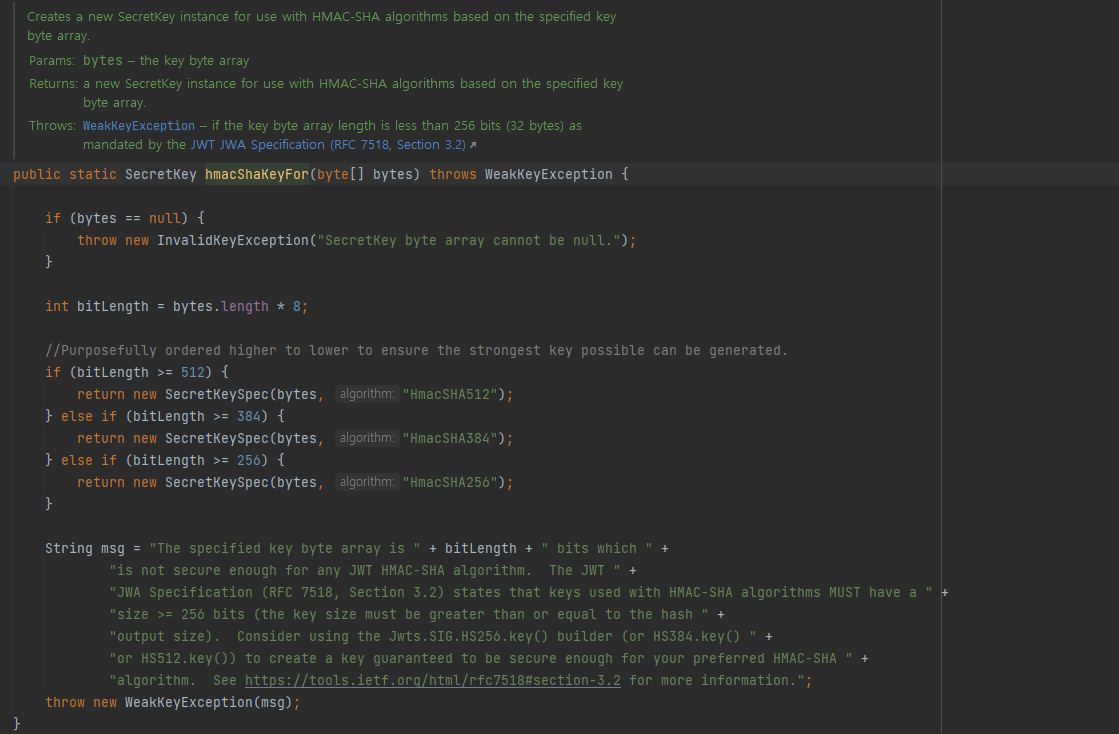 Creates a new SecretKey instance for use with HMAC-SHA algorithms based on the specified key
byte array.
Params: bytes – the key byte array
Returns: a new SecretKey instance for use with HMAC-SHA algorithms based on the specified key
byte array.
Throws: WeakKeyException – if the key byte array length is less than 256 bits (32 bytes) as
mandated by the JWT JWA Specification (RFC 7518, Section 3.2)↗
public static SecretKey hmacShaKeyFor(byte[] bytes) throws WeakKeyException {
if (bytes == null) {
throw new InvalidKeyException("SecretKey byte array cannot be null.");
}
int bitLength = bytes.length * 8;
//Purposefully ordered higher to lower to ensure the strongest key possible can be generated.
if (bitLength >= 512) {
return new SecretKeySpec(bytes, algorithm: "HmacSHA512");
} else if (bitLength >= 384) {
return new SecretKeySpec(bytes, algorithm: "HmacSHA384");
} else if (bitLength >= 256) {
return new SecretKeySpec(bytes, algorithm: "HmacSHA256");
}
String msg = "The specified key byte array is " + bitLength + " bits which " +
"is not secure enough for any JWT HMAC-SHA algorithm.  The JWT " +
"JWA Specification (RFC 7518, Section 3.2) states that keys used with HMAC-SHA algorithms MUST have a " +
"size >= 256 bits (the key size must be greater than or equal to the hash " +
"output size).  Consider using the Jwts.SIG.HS256.key() builder (or HS384.key() " +
"or HS512.key()) to create a key guaranteed to be secure enough for your preferred HMAC-SHA " +
"algorithm.  See https://tools.ietf.org/html/rfc7518#section-3.2 for more information.";
throw new WeakKeyException(msg);
}